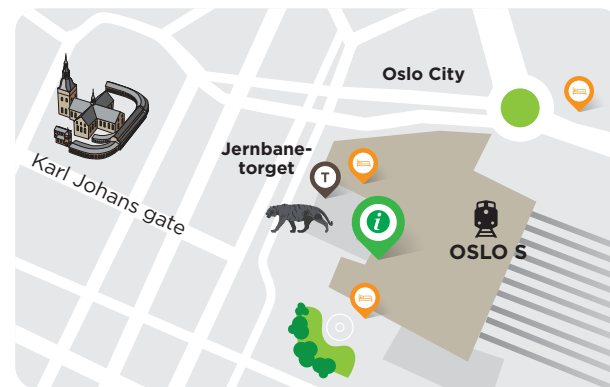 Oslo City
Jernbane-
torget
T
i
Karl Johans gate
OSLO S